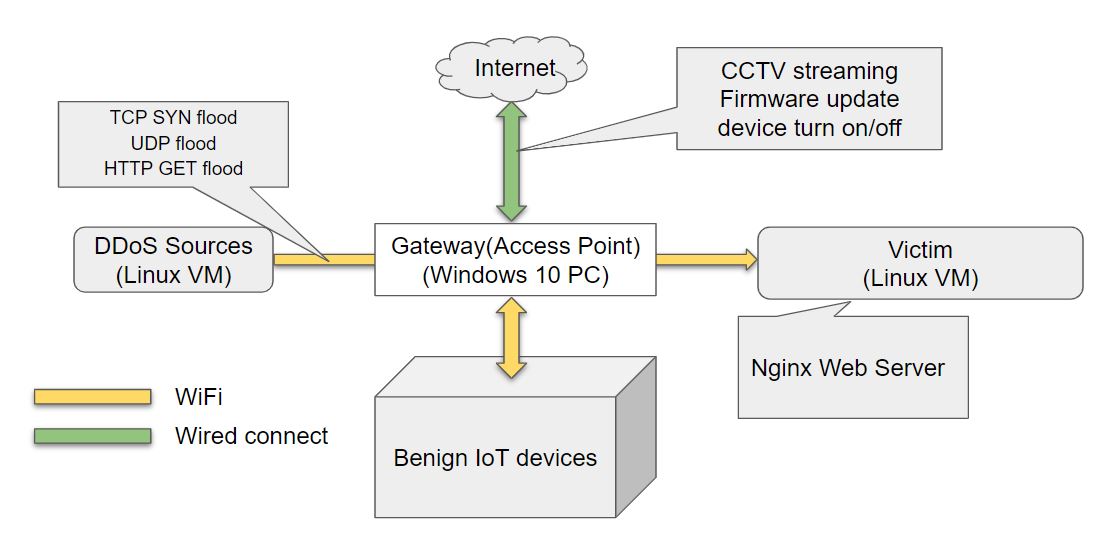 Internet
CCTV streaming
Firmware update
device turn on/off
TCP SYN flood
UDP flood
HTTP GET flood
DDoS Sources
(Linux VM)
Gateway(Access Point)
(Windows 10 PC)
Victim
(Linux VM)
Nginx Web Server
WiFi
Wired connect
Benign IoT devices